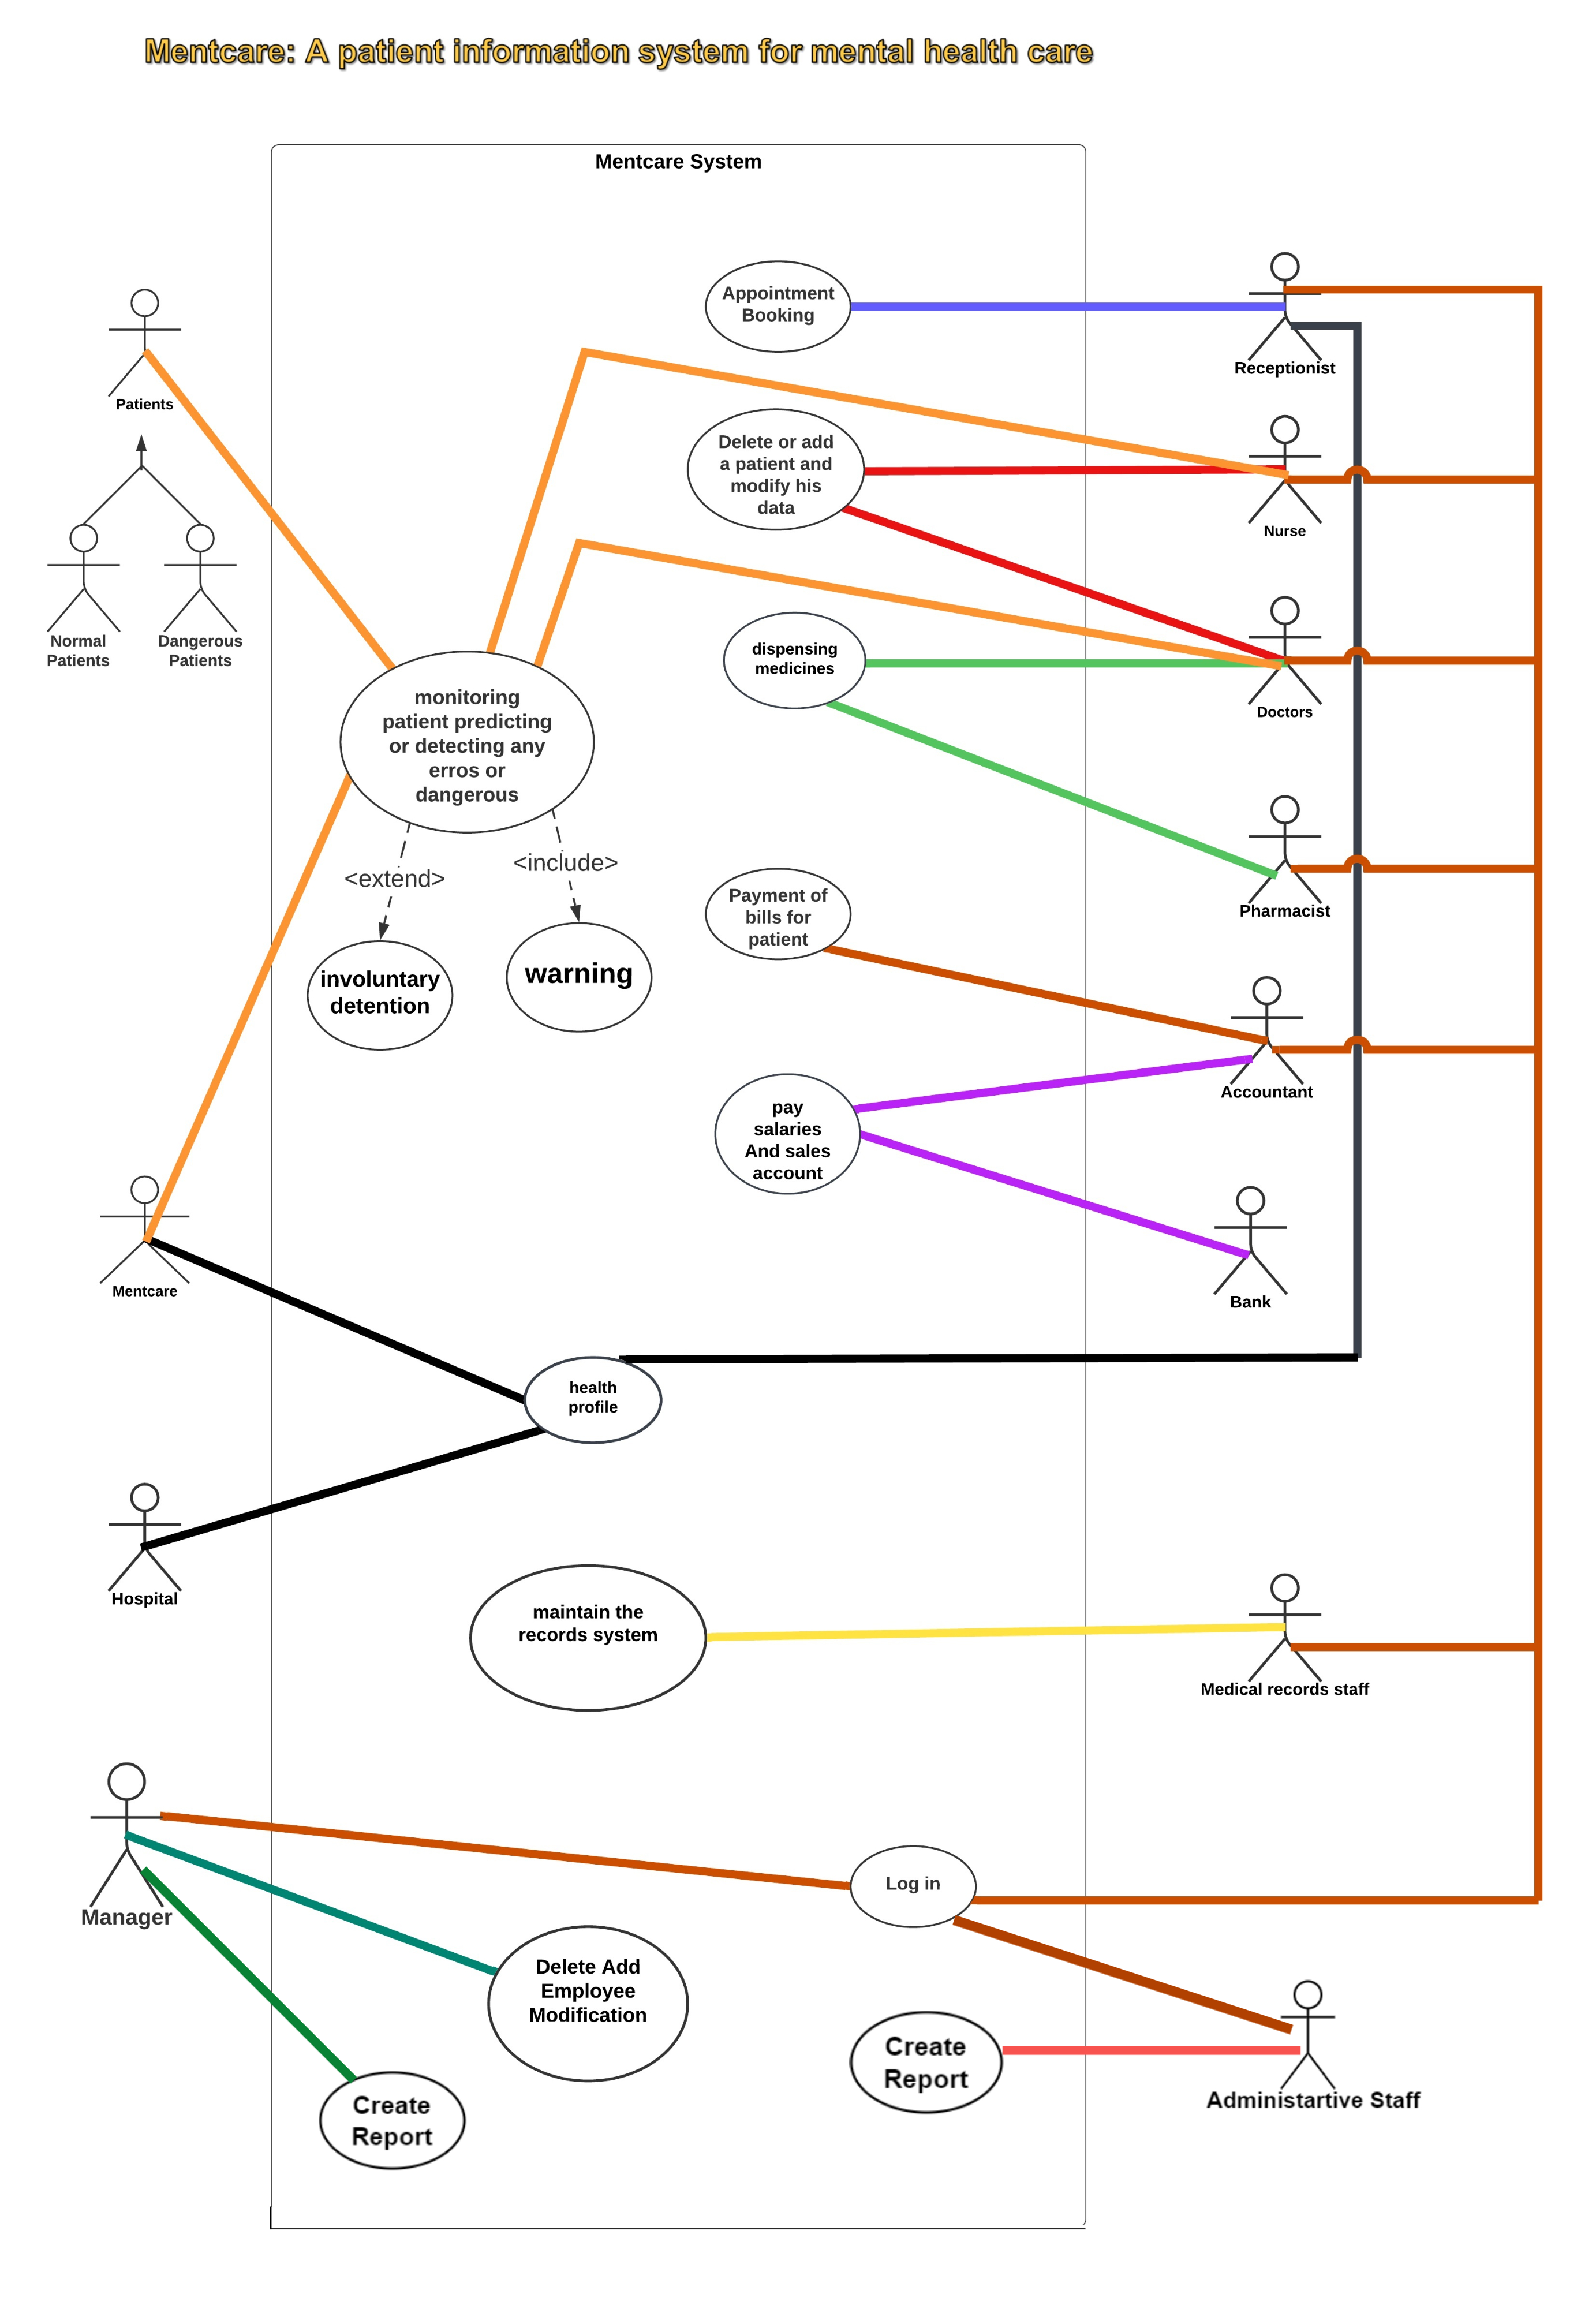 Mentcare: A patient information system for mental health care
Mentcare System
Appointment
Booking
Receptionist
Patients
Delete or add
a patient and
modify his
data
Nurse
Normal
Patients
Dangerous
Patients
dispensing
medicines
Doctors
monitoring
patient predicting
or detecting any
erros or
dangerous
<extend>
<include>
Payment of
bills for
patient
Pharmacist
involuntary
detention
warning
Accountant
pay
salaries
And sales
account
Bank
Mentcare
health
profile
Hospital
maintain the
records system
Medical records staff
Manager
Log in
Delete Add
Employee
Modification
Create
Report
Administartive Staff
Create
Report